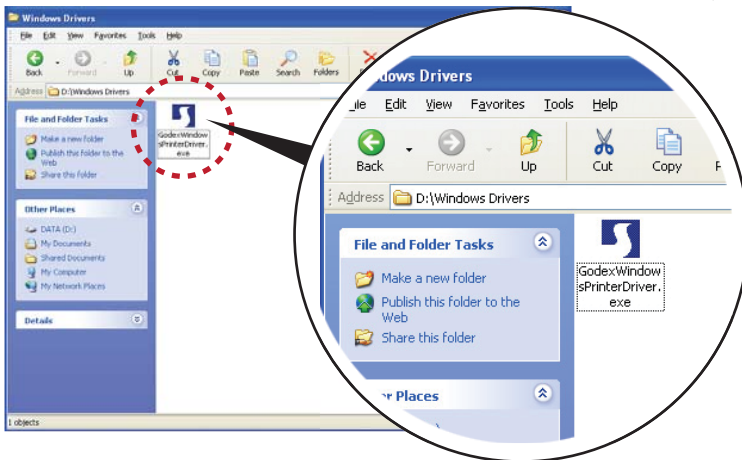 Windows Drivers
File Edit View Favorites Tools Help
Back Forward Up Cut Copy Paste Search Folders
Address D:\Windows Drivers
File and Folder Tasks
Make a new folder
Publish this folder to the
Web
Share this folder
Other Places
DATA (D:)
My Documents
Shared Documents
My Computer
My Network Places
Details
GodexWindow
sPrinterDriver.
exe
1 objects
dows Drivers
ile Edit View Favorites Tools Help
Back Forward Up Cut Copy P
Address D:\Windows Drivers
File and Folder Tasks
Make a new folder
Publish this folder to the
Web
Share this folder
r Places
GodexWindow
sPrinterDriver.
exe